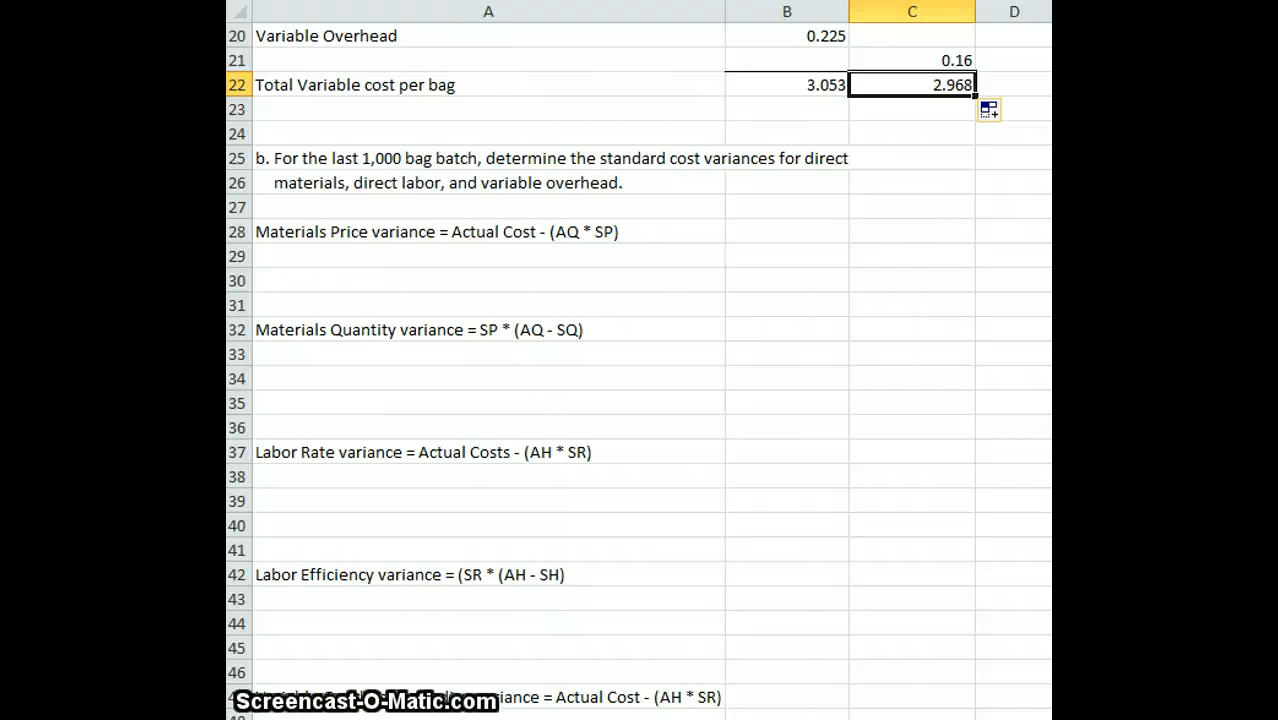 A B C D
20 Variable Overhead 0.225
21 0.16
22 Total Variable cost per bag 3.053 2.968
23
24
25 b. For the last 1,000 bag batch, determine the standard cost variances for direct
26 materials, direct labor, and variable overhead.
27
28 Materials Price variance = Actual Cost - (AQ * SP)
29
30
31
32 Materials Quantity variance = SP * (AQ - SQ)
33
34
35
36
37 Labor Rate variance = Actual Costs - (AH * SR)
38
39
40
41
42 Labor Efficiency variance = (SR * (AH - SH)
43
44
45
46
= Actual Cost - (AH * SR)
Screencast-O-Matic.com